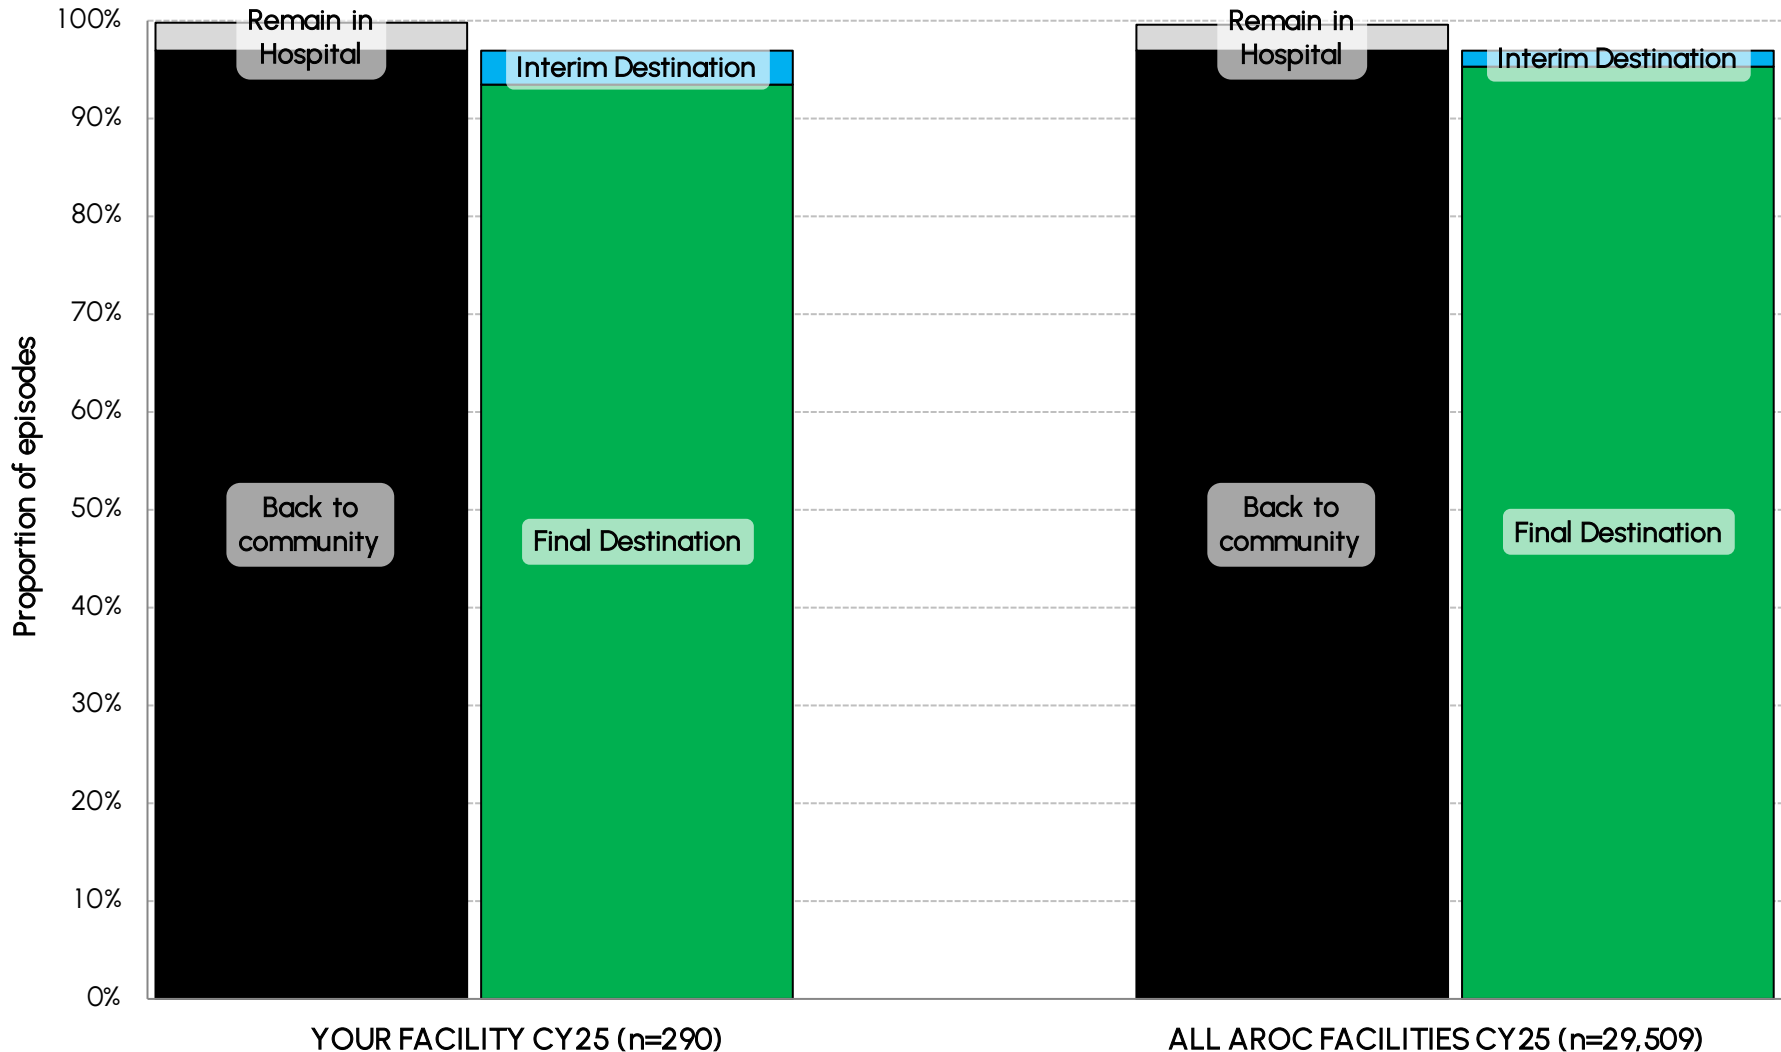 100%
90%
80%
70%
60%
50%
40%
30%
20%
10%
0%
Proportion of episodes
Remain in
Hospital
Back to
community
Interim Destination
Final Destination
Remain in
Hospital
Back to
community
Interim Destination
Final Destination
YOUR FACILITY CY25 (n=290)
ALL AROC FACILITIES CY25 (n=29,509)